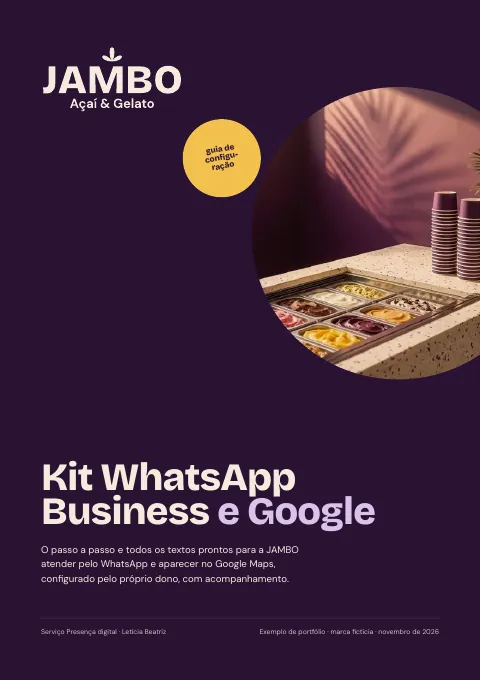 JAMBO
Açaí & Gelato
guia de
configu-
ração
Kit WhatsApp
Business e Google
O passo a passo e todos os textos prontos para a JAMBO
atender pelo WhatsApp e aparecer no Google Maps,
configurado pelo próprio dono, com acompanhamento.
Serviço Presença digital · Letícia Beatriz
Exemplo de portfólio · marca fictícia · novembro de 2026